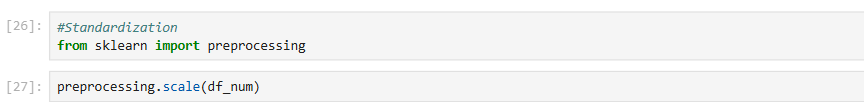 [26]:
#Standardization
from sklearn import preprocessing
[27]:
preprocessing.scale(df_num)